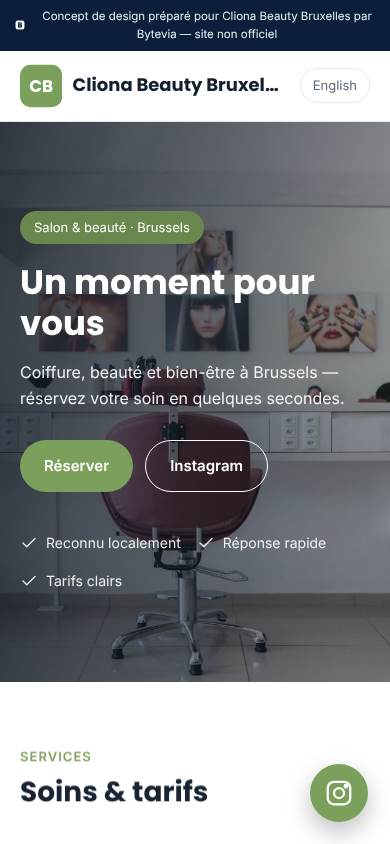 Concept de design préparé pour Cliona Beauty Bruxelles par
Bytevia — site non officiel
CB
Cliona Beauty Bruxel...
English
Salon & beauté · Brussels
Un moment pour
vous
Coiffure, beauté et bien-être à Brussels —
réservez votre soin en quelques secondes.
Réserver
Instagram
Reconnu localement
Réponse rapide
Tarifs clairs
SERVICES
Soins & tarifs